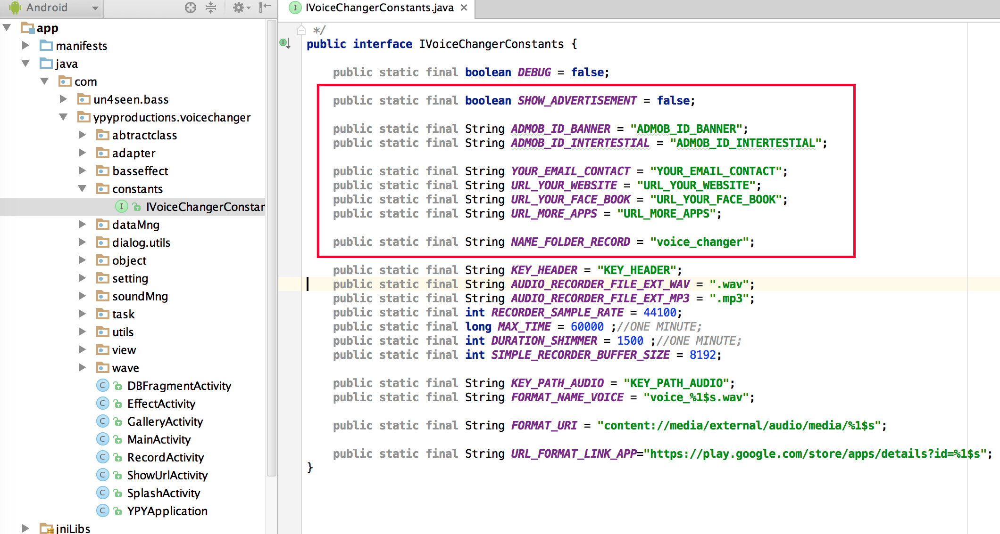 Android
app
manifests
java
com
un4seen.bass
ypyproductions.voicechanger
abtractclass
adapter
basseffect
constants
IVoiceChangerConstar
dataMng
dialog.utils
object
setting
soundMng
task
utils
view
wave
DBFragmentActivity
EffectActivity
GalleryActivity
MainActivity
RecordActivity
ShowUrlActivity
SplashActivity
YPYApplication
jniLibs
IVoiceChangerConstants.java
*/
public interface IVoiceChangerConstants {
public static final boolean DEBUG = false;
public static final boolean SHOW_ADVERTISEMENT = false;
public static final String ADMOB_ID_BANNER = "ADMOB_ID_BANNER";
public static final String ADMOB_ID_INTERTESTIAL = "ADMOB_ID_INTERTESTIAL";
public static final String YOUR_EMAIL_CONTACT = "YOUR_EMAIL_CONTACT";
public static final String URL_YOUR_WEBSITE = "URL_YOUR_WEBSITE";
public static final String URL_YOUR_FACE_BOOK = "URL_YOUR_FACE_BOOK";
public static final String URL_MORE_APPS = "URL_MORE_APPS";
public static final String NAME_FOLDER_RECORD = "voice_changer";
public static final String KEY_HEADER = "KEY_HEADER";
public static final String AUDIO_RECORDER_FILE_EXT_WAV = ".wav";
public static final String AUDIO_RECORDER_FILE_EXT_MP3 = ".mp3";
public static final int RECORDER_SAMPLE_RATE = 44100;
public static final long MAX_TIME = 60000 ;//ONE MINUTE;
public static final int DURATION_SHIMMER = 1500 ;//ONE MINUTE;
public static final int SIMPLE_RECORDER_BUFFER_SIZE = 8192;
public static final String KEY_PATH_AUDIO = "KEY_PATH_AUDIO";
public static final String FORMAT_NAME_VOICE = "voice_%1$s.wav";
public static final String FORMAT_URI = "content://media/external/audio/media/%1$s";
public static final String URL_FORMAT_LINK_APP="https://play.google.com/store/apps/details?id=%1$s";
}